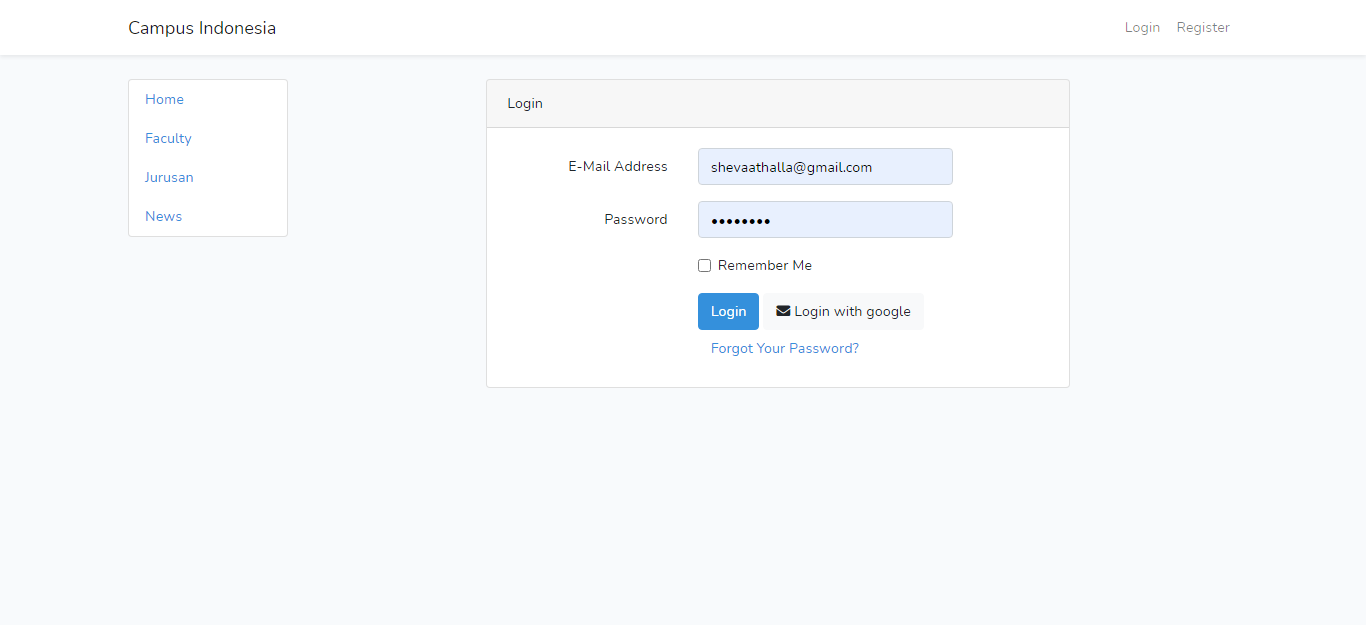 Campus Indonesia
Login Register
Home
Faculty
Jurusan
News
Login
E-Mail Address shevaathalla@gmail.com
Password ••••••••
Remember Me
Login Login with google
Forgot Your Password?